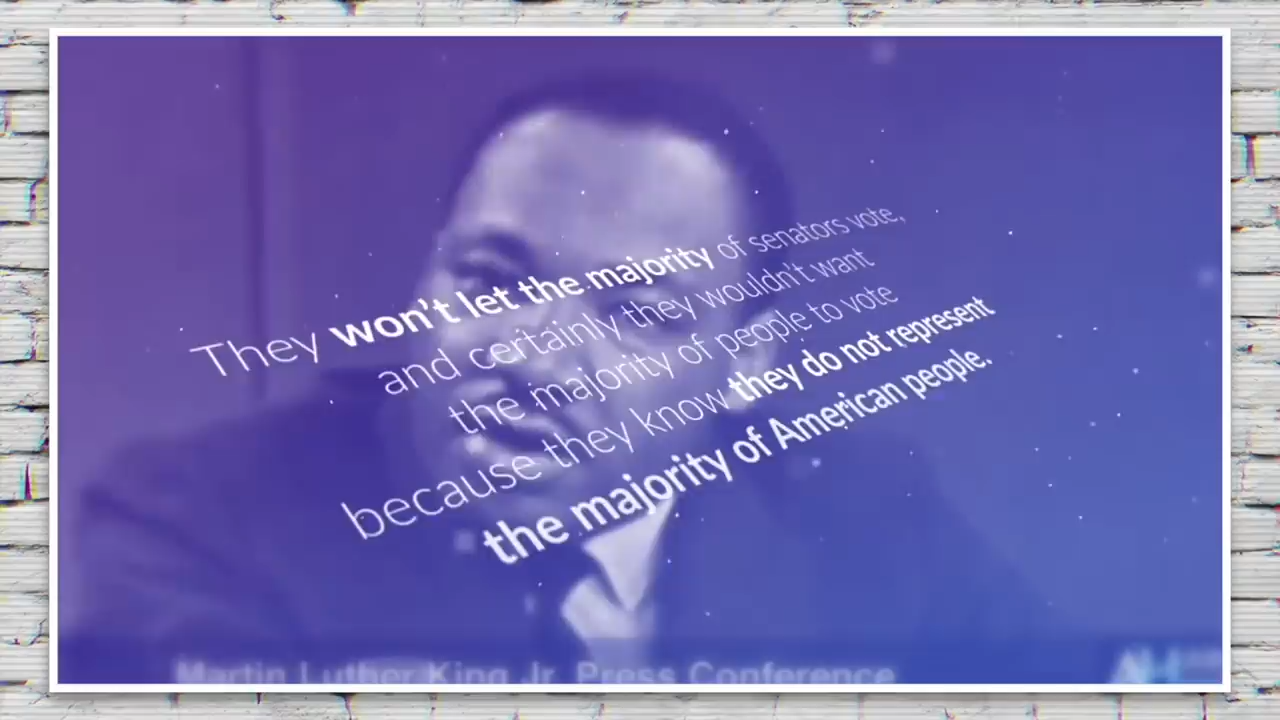 They won't let the majority of senators vote,
and certainly they wouldn't want
the majority of people to vote
because they know they do not represent
the majority of American people.
Martin Luther King Jr. Press Conference